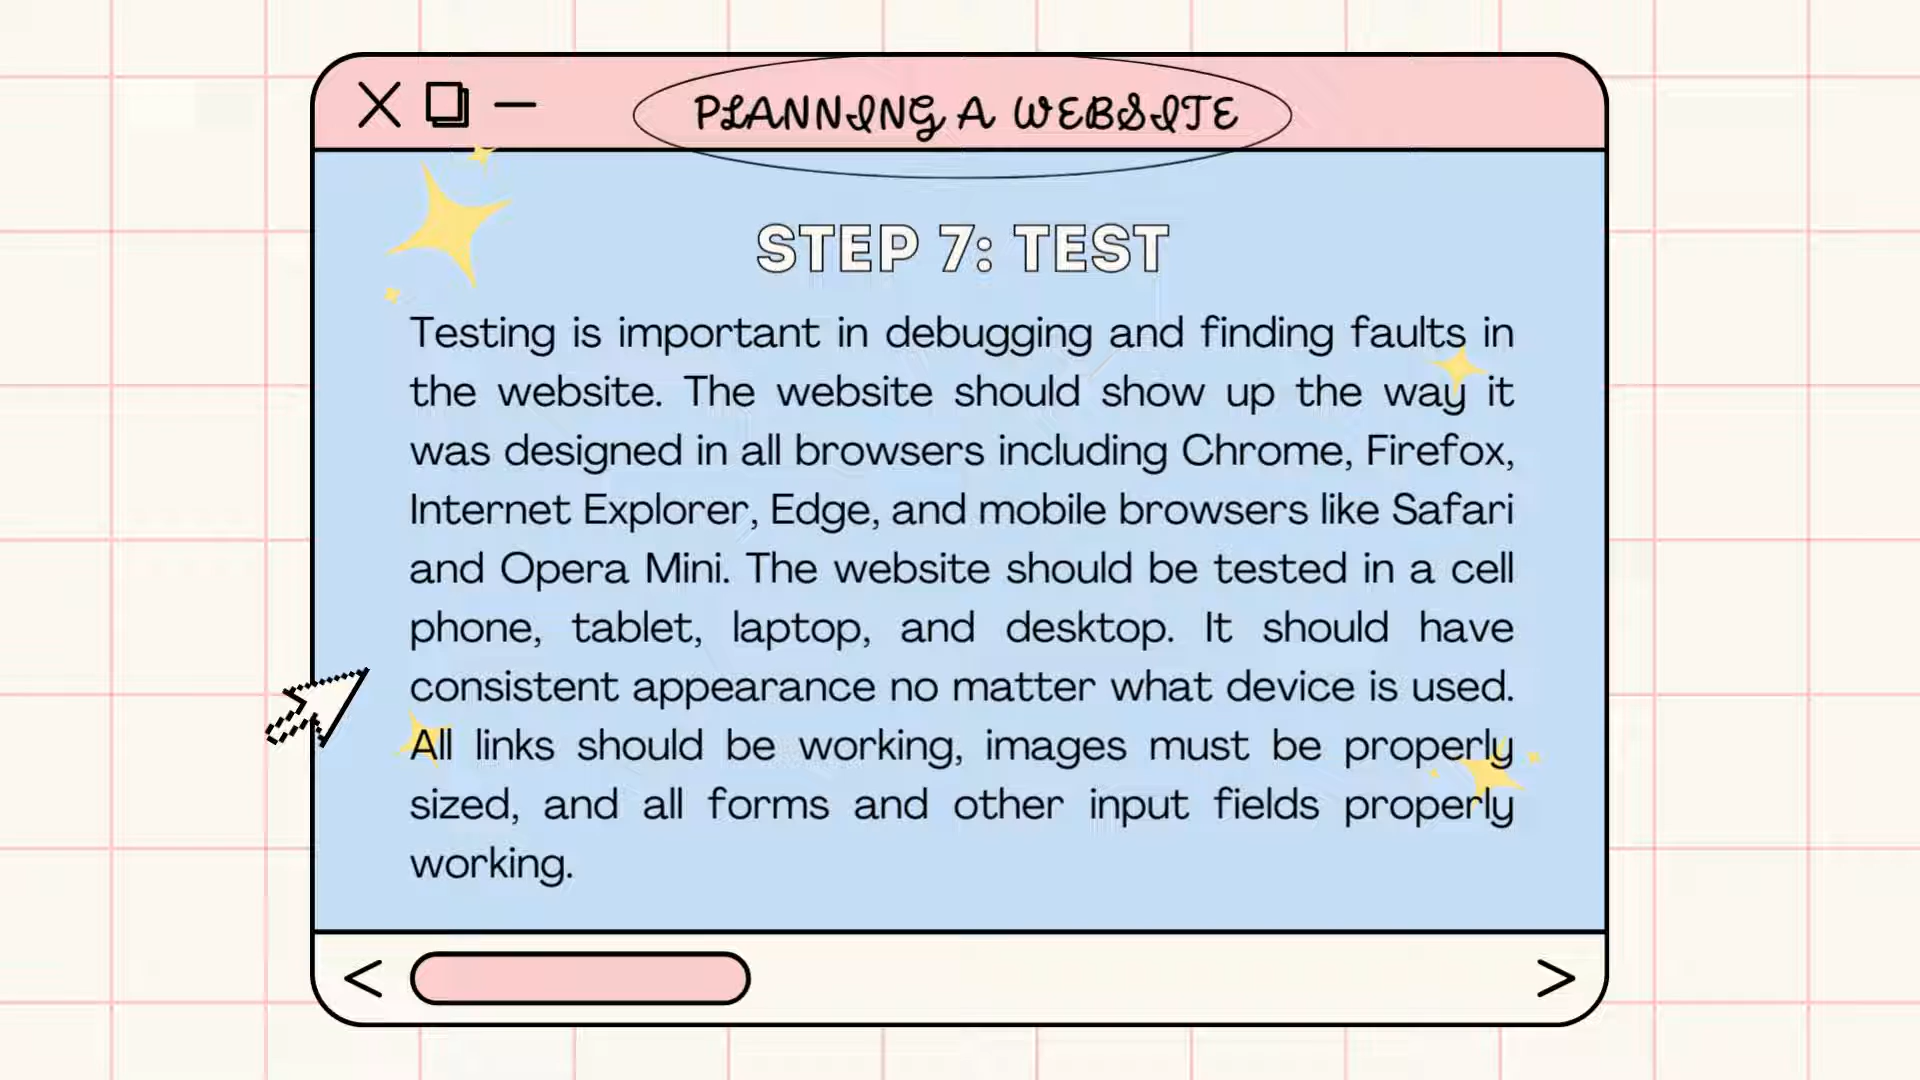 PLANNING A WEBSITE
STEP 7: TEST
Testing is important in debugging and finding faults in
the website. The website should show up the way it
was designed in all browsers including Chrome, Firefox,
Internet Explorer, Edge, and mobile browsers like Safari
and Opera Mini. The website should be tested in a cell
phone, tablet, laptop, and desktop. It should have
consistent appearance no matter what device is used.
All links should be working, images must be properly
sized, and all forms and other input fields properly
working.